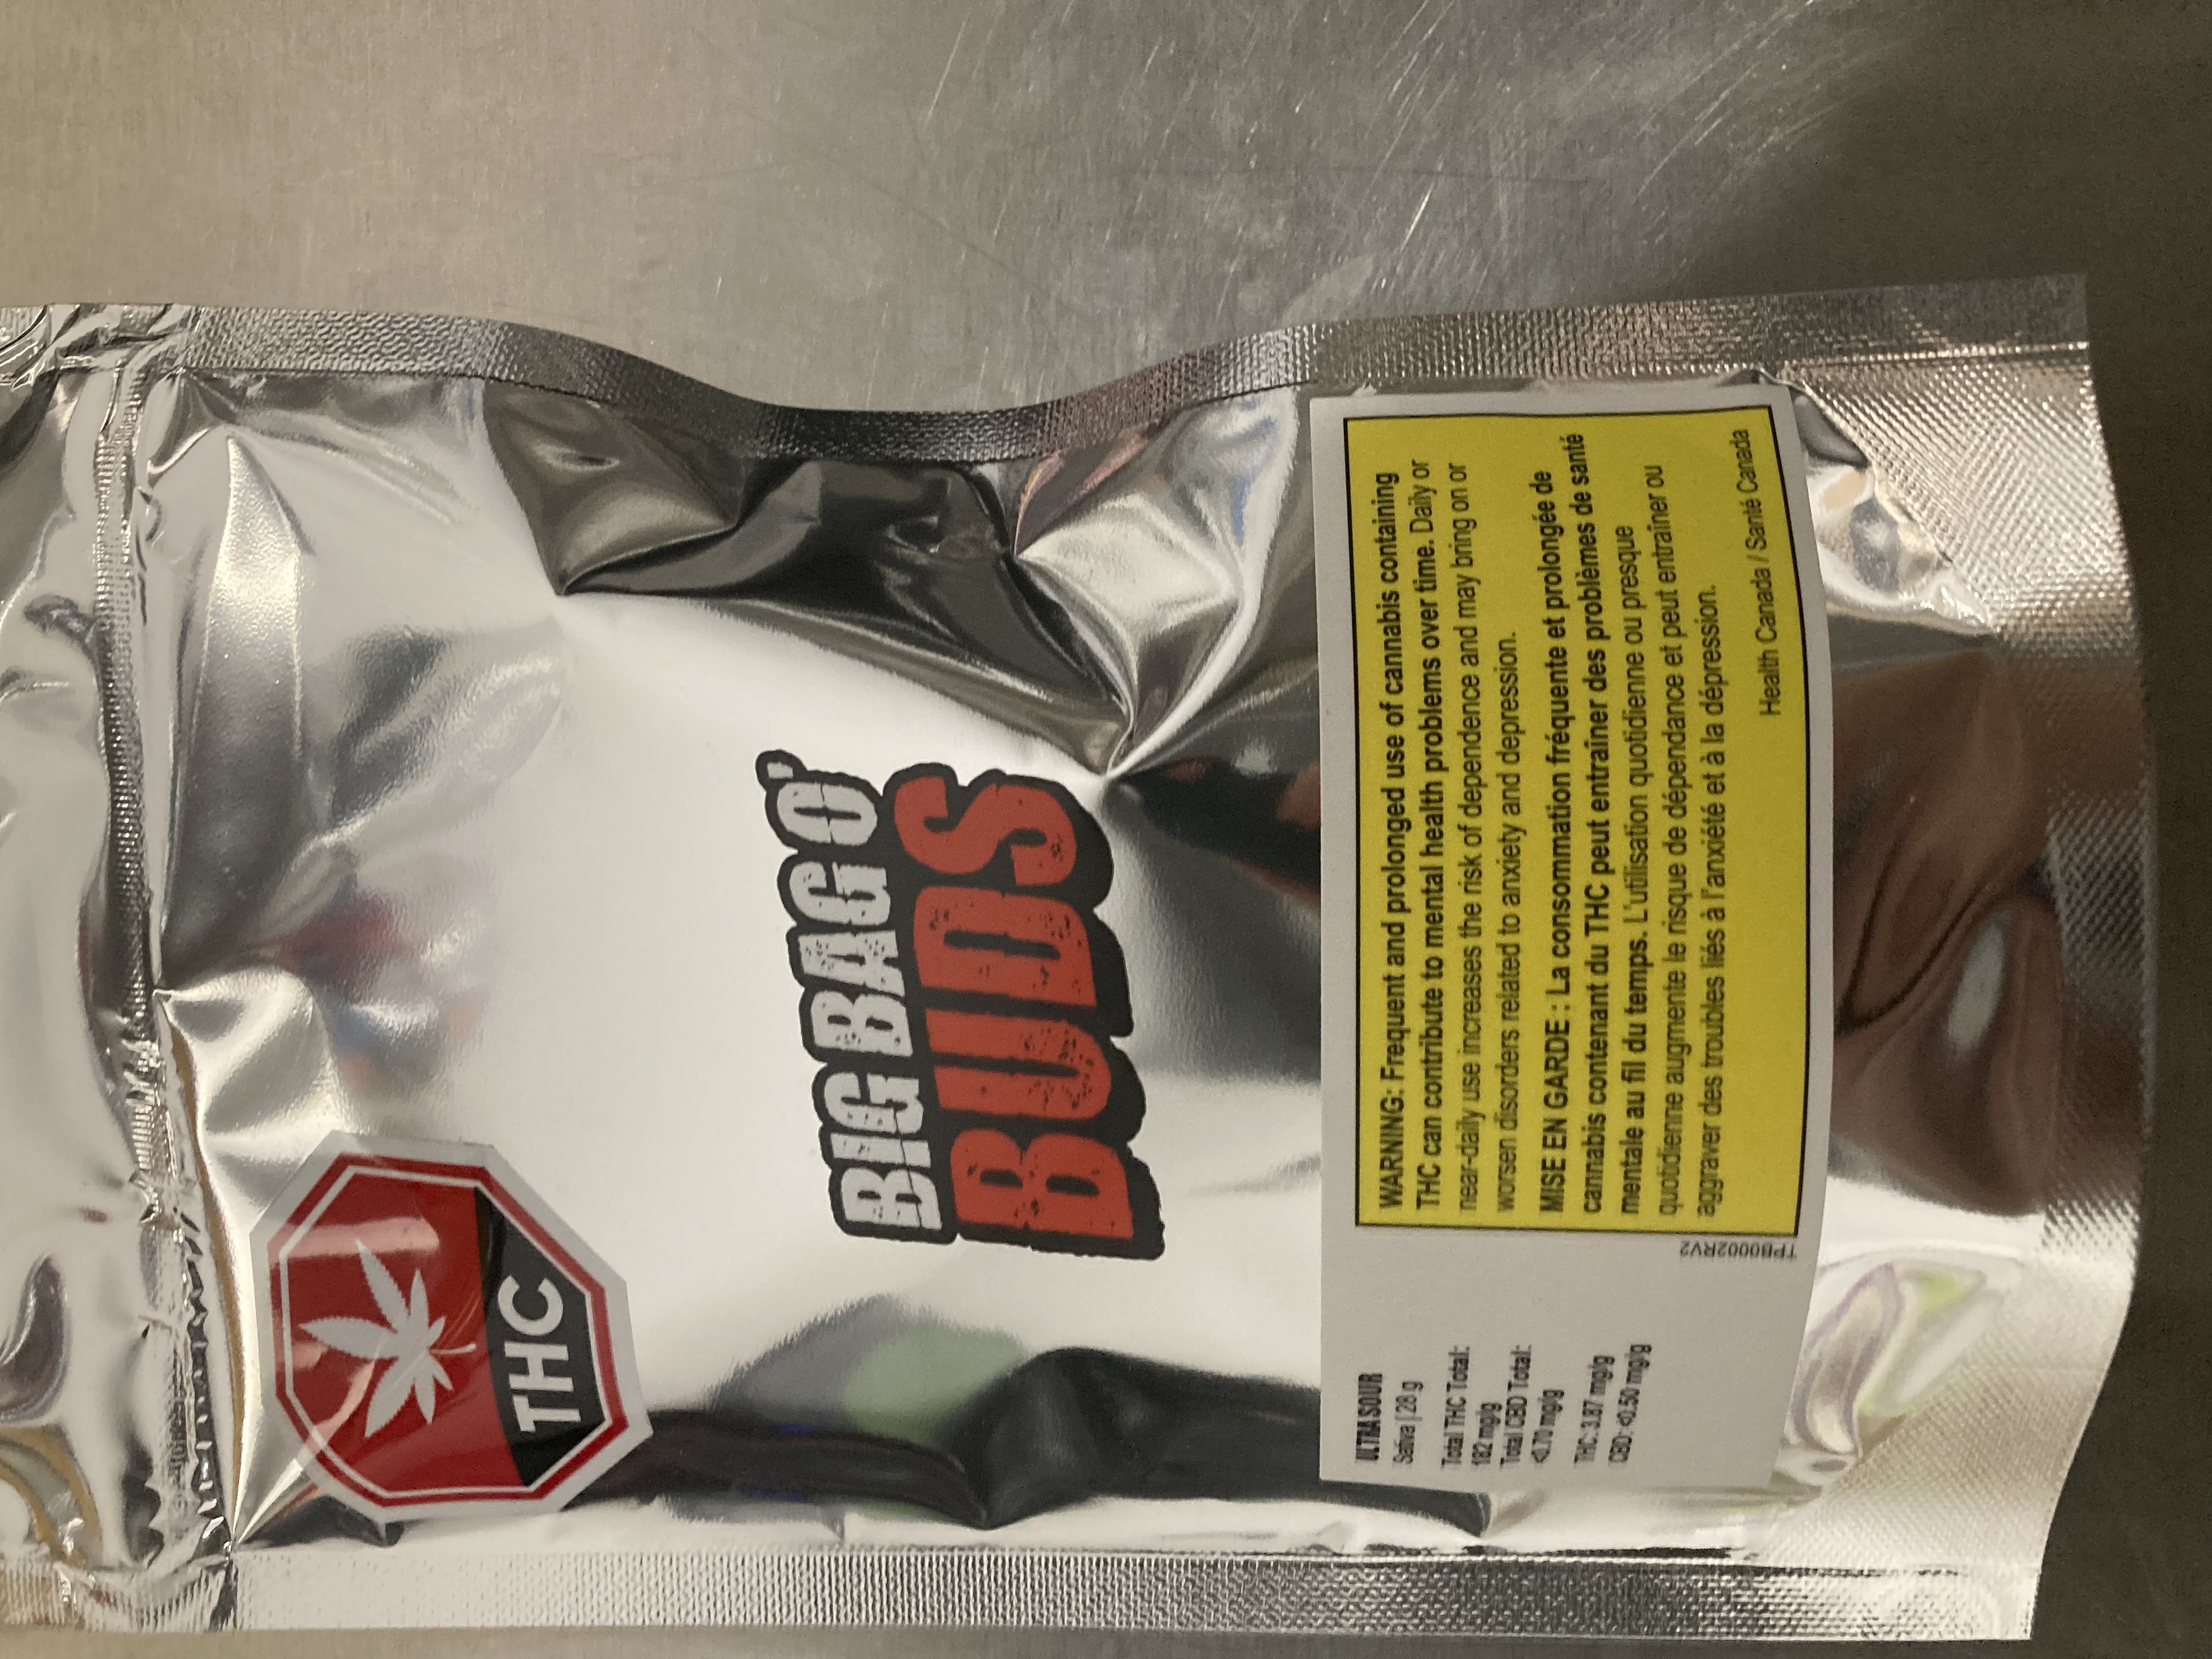 THC
BIG BAG O'
BUDS
ULTRA SOUR
Sativa | 28 g
Total THC Total:
182 mg/g
Total CBD Total:
<0.70 mg/g
THC: 3.87 mg/g
CBD: <0.50 mg/g
TPB0002RV2
WARNING: Frequent and prolonged use of cannabis containing
THC can contribute to mental health problems over time. Daily or
near-daily use increases the risk of dependence and may bring on or
worsen disorders related to anxiety and depression.
MISE EN GARDE : La consommation fréquente et prolongée de
cannabis contenant du THC peut entraîner des problèmes de santé
mentale au fil du temps. L'utilisation quotidienne ou presque
quotidienne augmente le risque de dépendance et peut entraîner ou
aggraver des troubles liés à l'anxiété et à la dépression.
Health Canada / Santé Canada